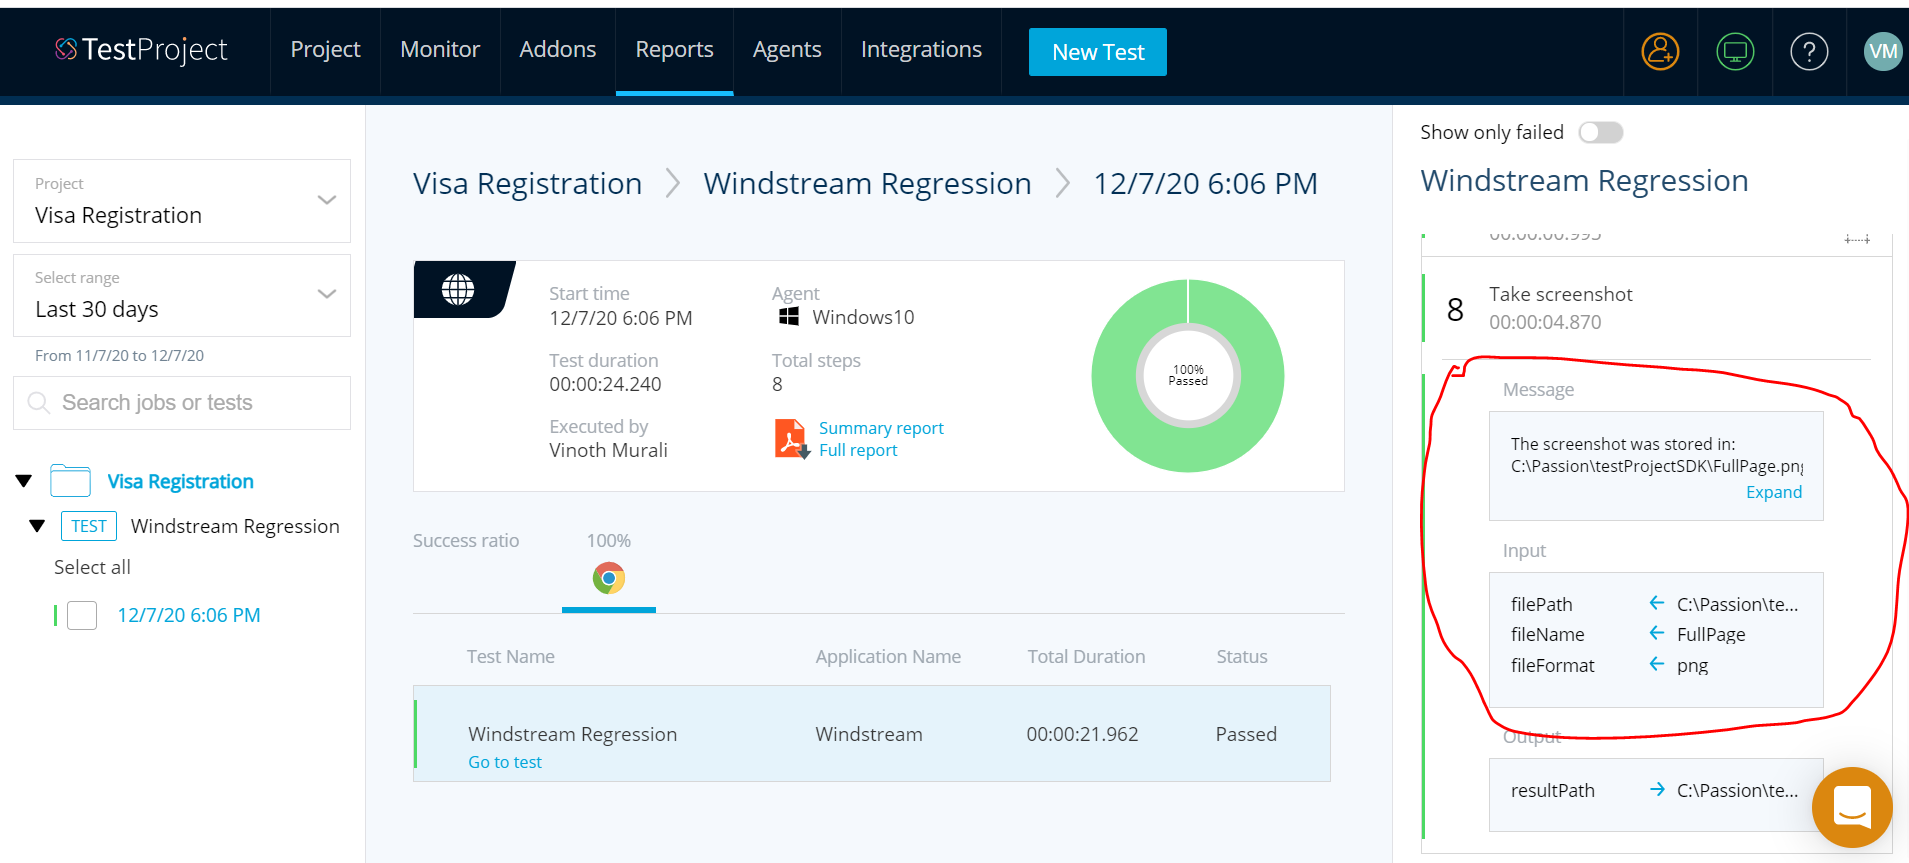 TestProject
Project
Monitor
Addons
Reports
Agents
Integrations
New Test
?
VM
Project
Visa Registration
Select range
Last 30 days
From 11/7/20 to 12/7/20
Search jobs or tests
Visa Registration
TEST Windstream Regression
Select all
12/7/20 6:06 PM
Visa Registration
Windstream Regression
12/7/20 6:06 PM
Start time
12/7/20 6:06 PM
Agent
Windows10
Test duration
00:00:24.240
Total steps
8
Executed by
Vinoth Murali
Summary report
Full report
100%
Passed
Success ratio
100%
Test Name
Application Name
Total Duration
Status
Windstream Regression
Windstream
00:00:21.962
Passed
Go to test
Show only failed
Windstream Regression
00:00:00.995
8
Take screenshot
00:00:04.870
Message
The screenshot was stored in:
C:\Passion\testProjectSDK\FullPage.png
Expand
Input
filePath ← C:\Passion\te...
fileName ← FullPage
fileFormat ← png
Output
resultPath → C:\Passion\te...